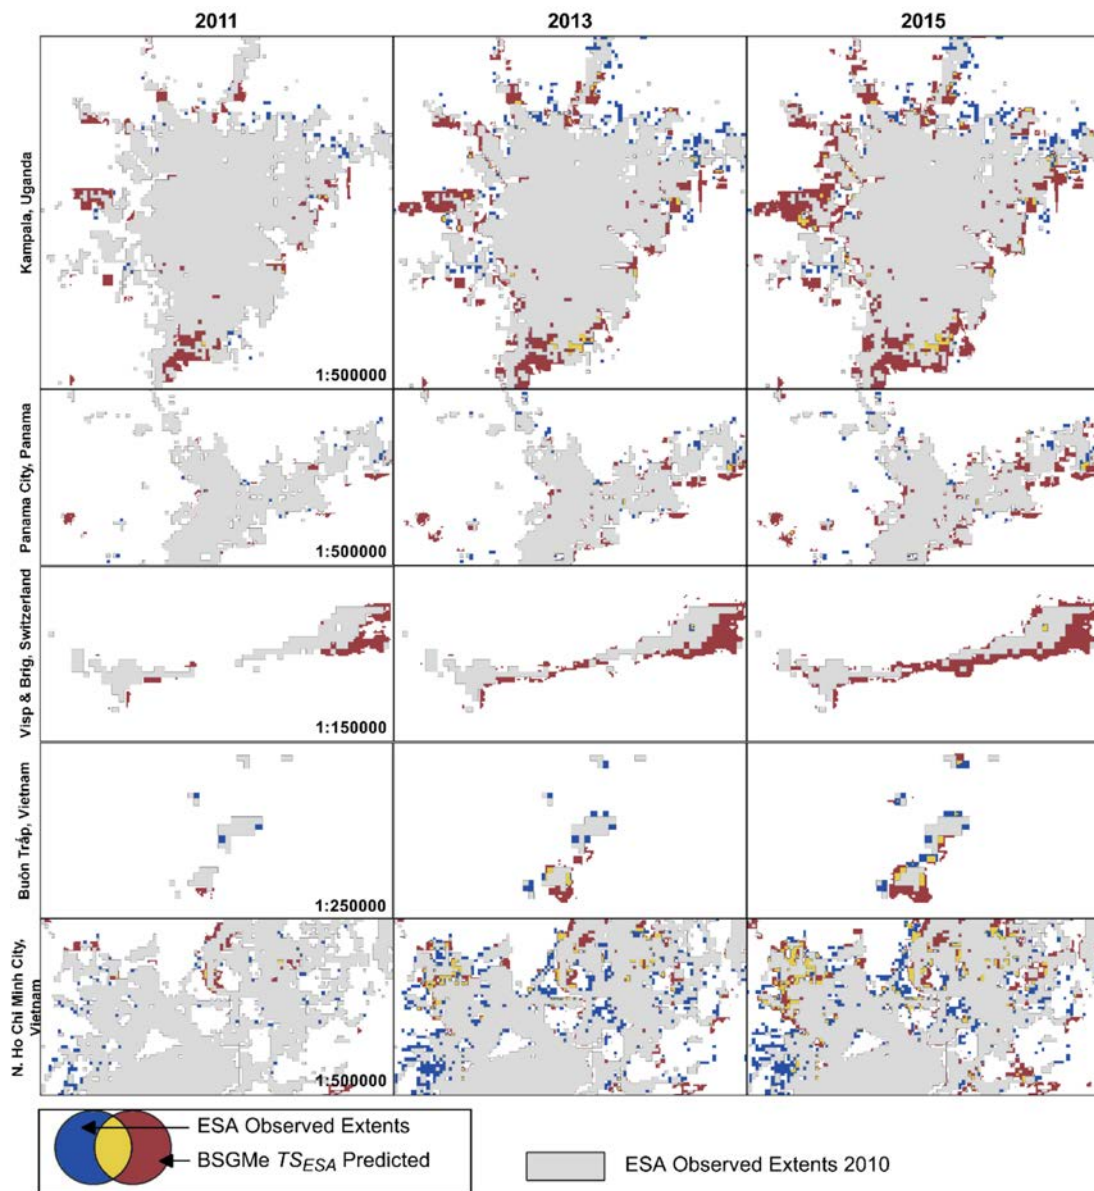 2011 2013 2015
Kampala, Uganda
1:500000
Panama City, Panama
1:500000
Visp & Brig, Switzerland
1:150000
Buôn Trấp, Vietnam
1:250000
N. Ho Chi Minh City,
Vietnam
1:500000
ESA Observed Extents
BSGMe TS_ESA Predicted
ESA Observed Extents 2010